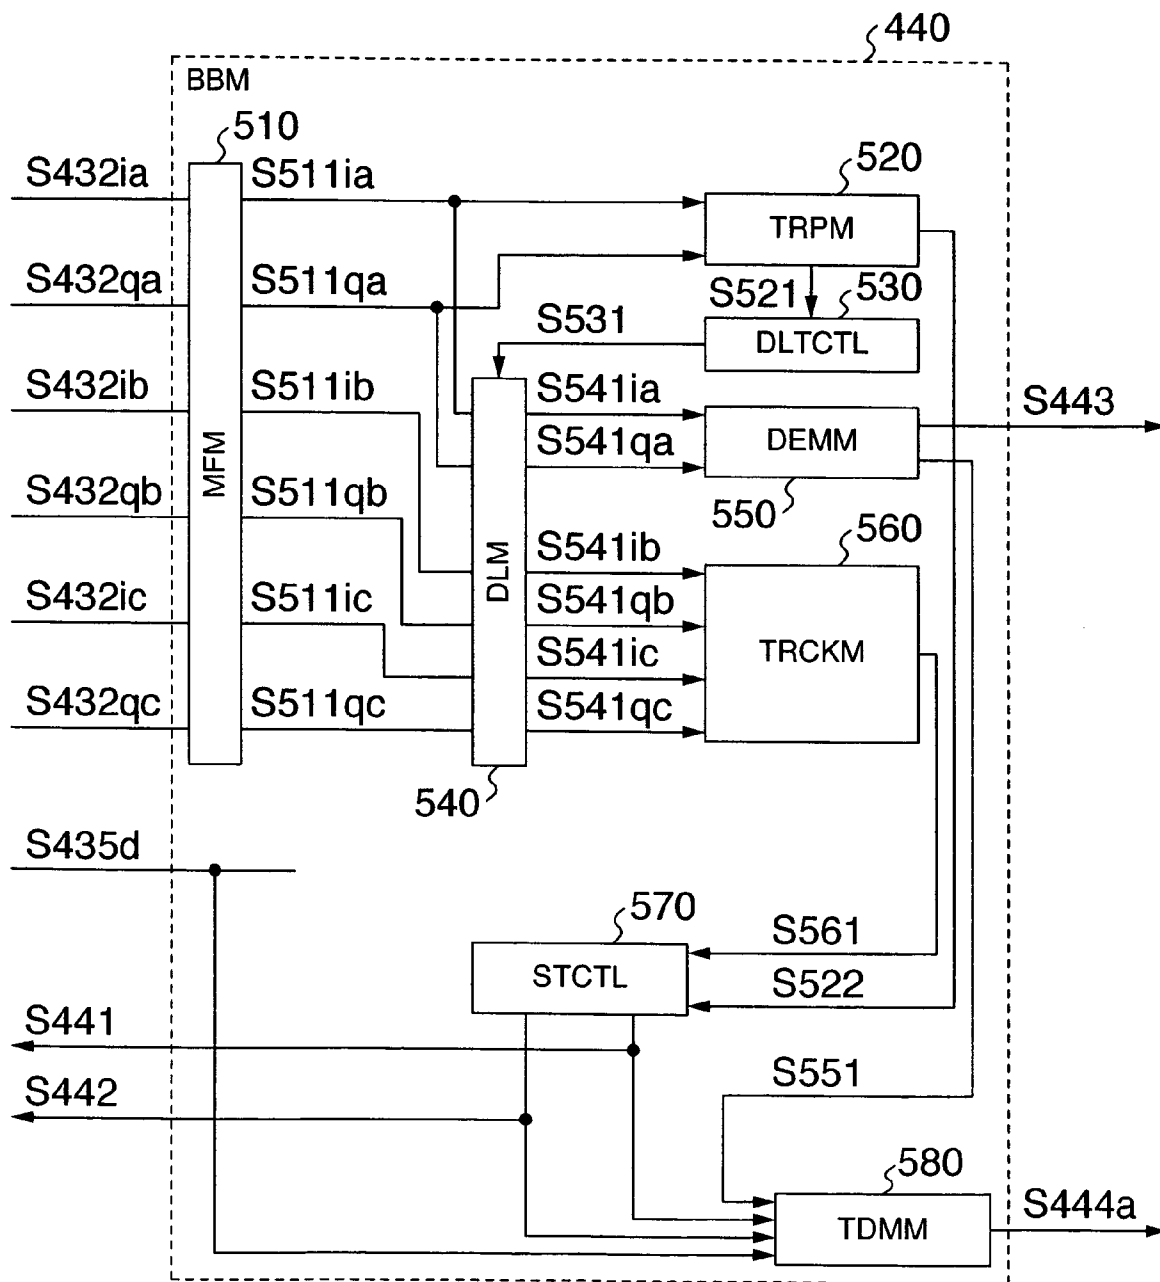 440
BBM
510
S432ia
S511ia
520
TRPM
S432qa
S511qa
S521
530
S531
DLTCTL
S432ib
S511ib
S541ia
S443
DEMM
S541qa
MFM
S432qb
S511qb
550
560
DLM
S541ib
S432ic
S511ic
S541qb
TRCKM
S541ic
S432qc
S511qc
S541qc
540
S435d
570
S561
STCTL
S522
S441
S551
S442
580
S444a
TDMM